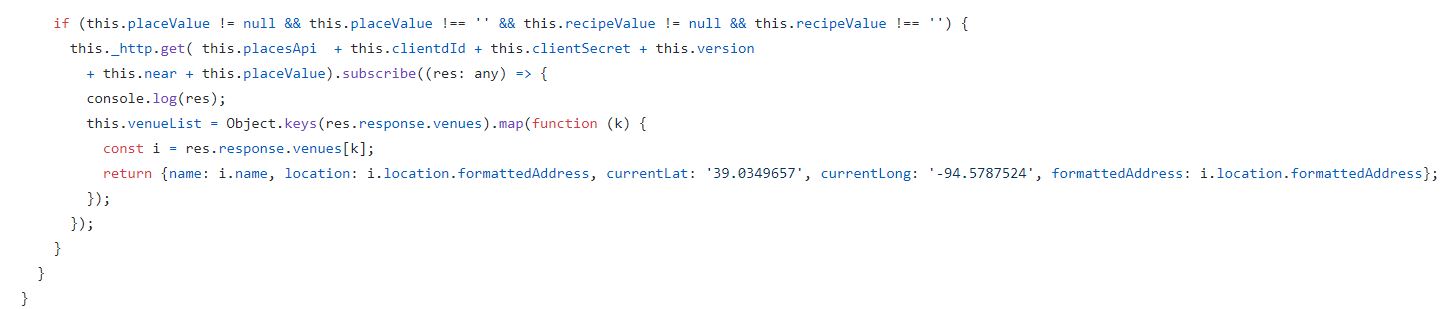 if (this.placeValue != null && this.placeValue !== '' && this.recipeValue != null && this.recipeValue !== '') {
this._http.get( this.placesApi  + this.clientdId + this.clientSecret + this.version
+ this.near + this.placeValue).subscribe((res: any) => {
console.log(res);
this.venueList = Object.keys(res.response.venues).map(function (k) {
const i = res.response.venues[k];
return {name: i.name, location: i.location.formattedAddress, currentLat: '39.0349657', currentLong: '-94.5787524', formattedAddress: i.location.formattedAddress};
});
});
}
}
}